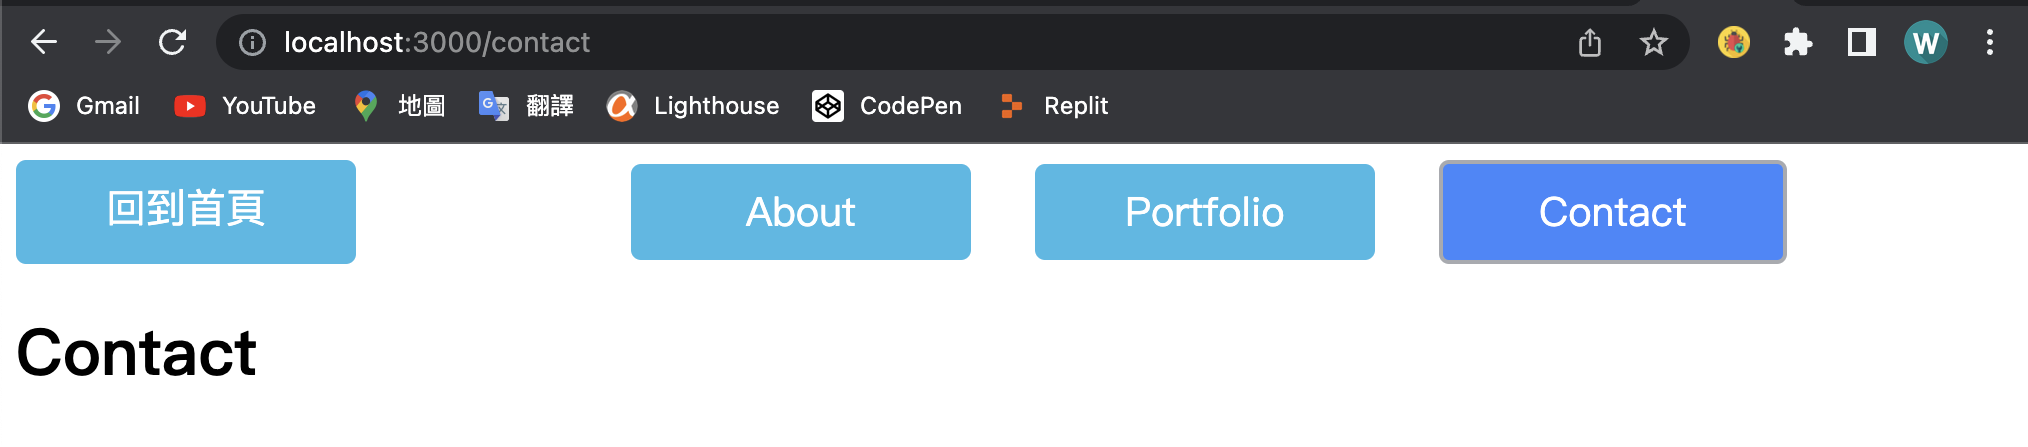 localhost:3000/contact
W
Gmail YouTube 地圖 翻譯 Lighthouse CodePen Replit
回到首頁 About Portfolio Contact
Contact